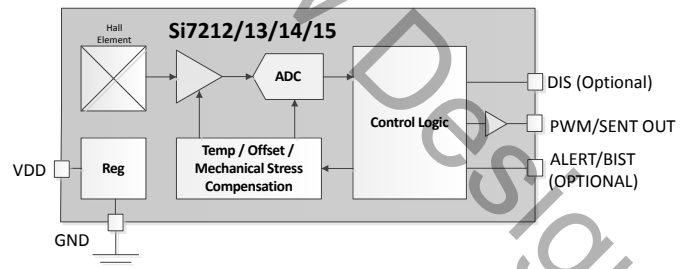 Si7212/13/14/15
Hall
Element
ADC
Control Logic
Temp / Offset /
Mechanical Stress
Compensation
Reg
VDD
GND
DIS (Optional)
PWM/SENT OUT
ALERT/BIST
(OPTIONAL)
Desig